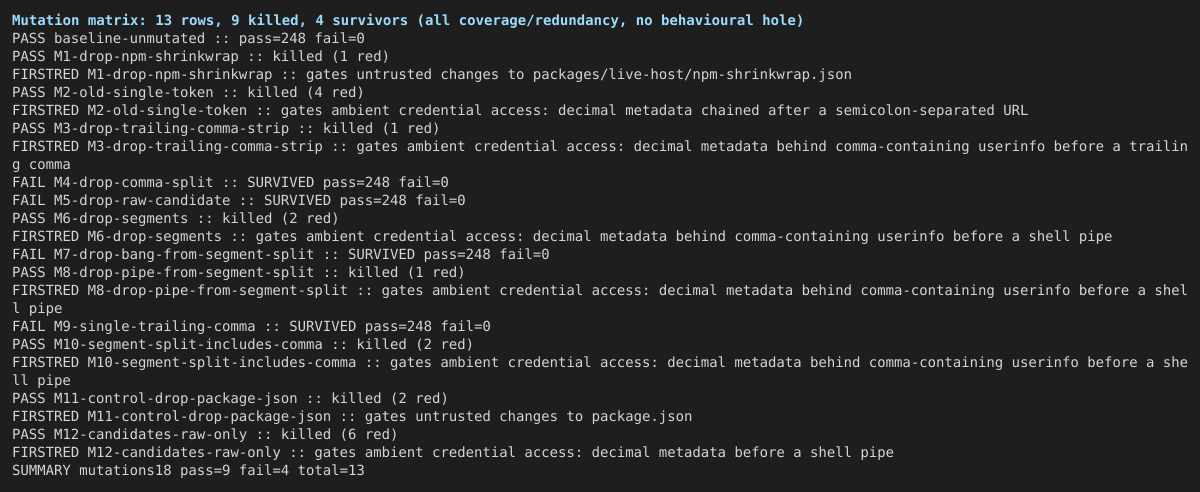 Mutation matrix: 13 rows, 9 killed, 4 survivors (all coverage/redundancy, no behavioural hole)
PASS baseline-unmutated :: pass=248 fail=0
PASS M1-drop-npm-shrinkwrap :: killed (1 red)
FIRSTRED M1-drop-npm-shrinkwrap :: gates untrusted changes to packages/live-host/npm-shrinkwrap.json
PASS M2-old-single-token :: killed (4 red)
FIRSTRED M2-old-single-token :: gates ambient credential access: decimal metadata chained after a semicolon-separated URL
PASS M3-drop-trailing-comma-strip :: killed (1 red)
FIRSTRED M3-drop-trailing-comma-strip :: gates ambient credential access: decimal metadata behind comma-containing userinfo before a trailin
g comma
FAIL M4-drop-comma-split :: SURVIVED pass=248 fail=0
FAIL M5-drop-raw-candidate :: SURVIVED pass=248 fail=0
PASS M6-drop-segments :: killed (2 red)
FIRSTRED M6-drop-segments :: gates ambient credential access: decimal metadata behind comma-containing userinfo before a shell pipe
FAIL M7-drop-bang-from-segment-split :: SURVIVED pass=248 fail=0
PASS M8-drop-pipe-from-segment-split :: killed (1 red)
FIRSTRED M8-drop-pipe-from-segment-split :: gates ambient credential access: decimal metadata behind comma-containing userinfo before a shel
l pipe
FAIL M9-single-trailing-comma :: SURVIVED pass=248 fail=0
PASS M10-segment-split-includes-comma :: killed (2 red)
FIRSTRED M10-segment-split-includes-comma :: gates ambient credential access: decimal metadata behind comma-containing userinfo before a she
ll pipe
PASS M11-control-drop-package-json :: killed (2 red)
FIRSTRED M11-control-drop-package-json :: gates untrusted changes to package.json
PASS M12-candidates-raw-only :: killed (6 red)
FIRSTRED M12-candidates-raw-only :: gates ambient credential access: decimal metadata before a shell pipe
SUMMARY mutations18 pass=9 fail=4 total=13